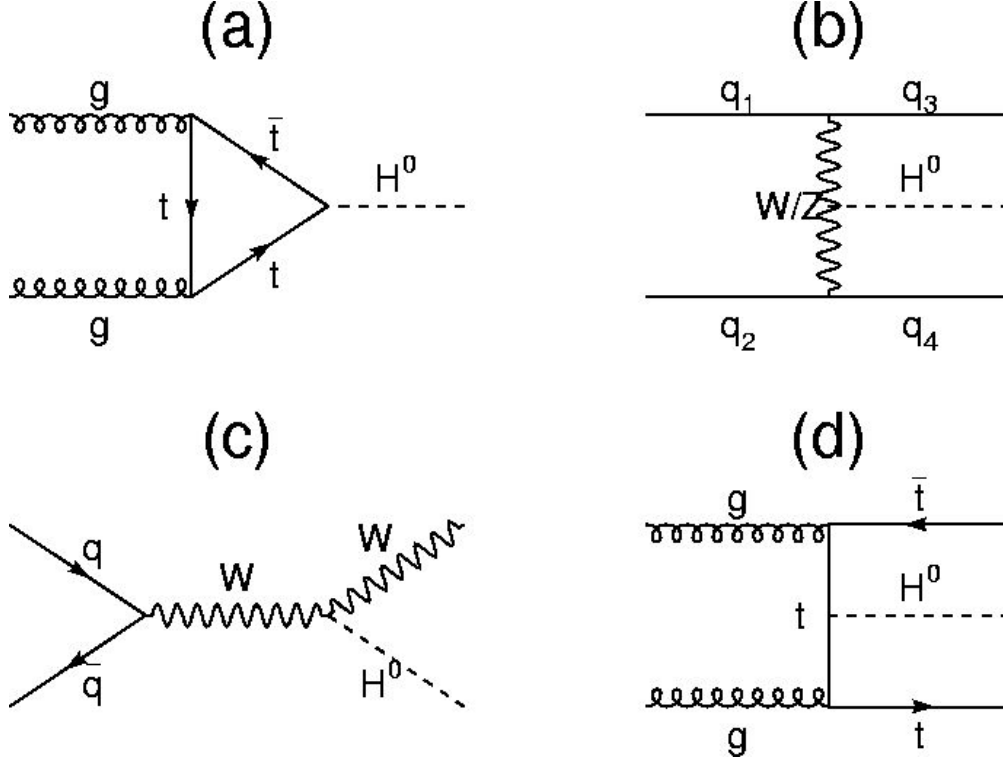 (a)
g
t̄
t
H⁰
t
g
(b)
q₁
q₃
W/Z
H⁰
q₂
q₄
(c)
q
W
W
q̄
H⁰
(d)
g
t̄
t
H⁰
g
t